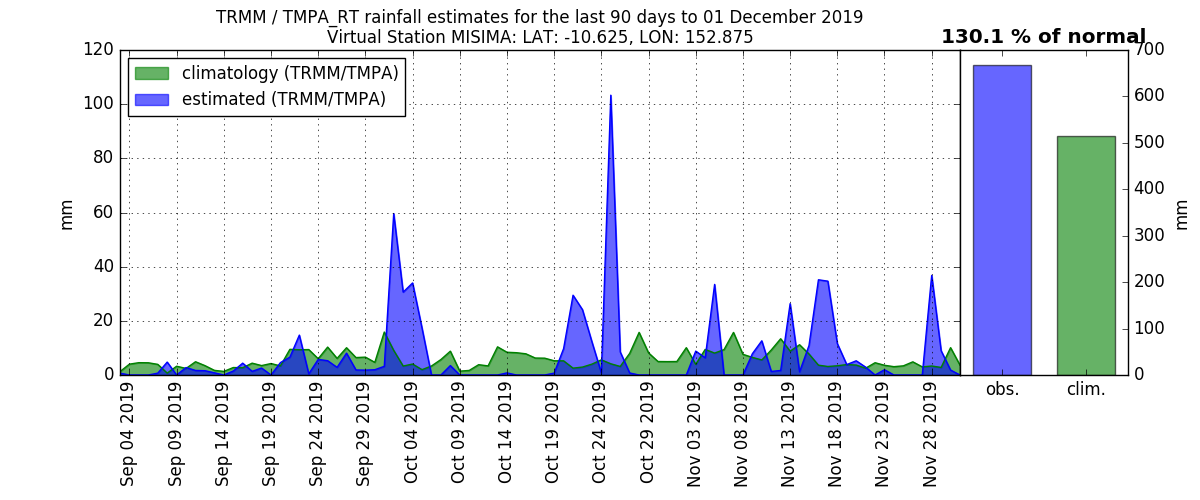 TRMM / TMPA_RT rainfall estimates for the last 90 days to 01 December 2019
Virtual Station MISIMA: LAT: -10.625, LON: 152.875
130.1 % of normal
climatology (TRMM/TMPA)
estimated (TRMM/TMPA)
120
100
80
60
40
20
0
mm
Sep 04 2019
Sep 09 2019
Sep 14 2019
Sep 19 2019
Sep 24 2019
Sep 29 2019
Oct 04 2019
Oct 09 2019
Oct 14 2019
Oct 19 2019
Oct 24 2019
Oct 29 2019
Nov 03 2019
Nov 08 2019
Nov 13 2019
Nov 18 2019
Nov 23 2019
Nov 28 2019
700
600
500
400
300
200
100
0
mm
obs.
clim.